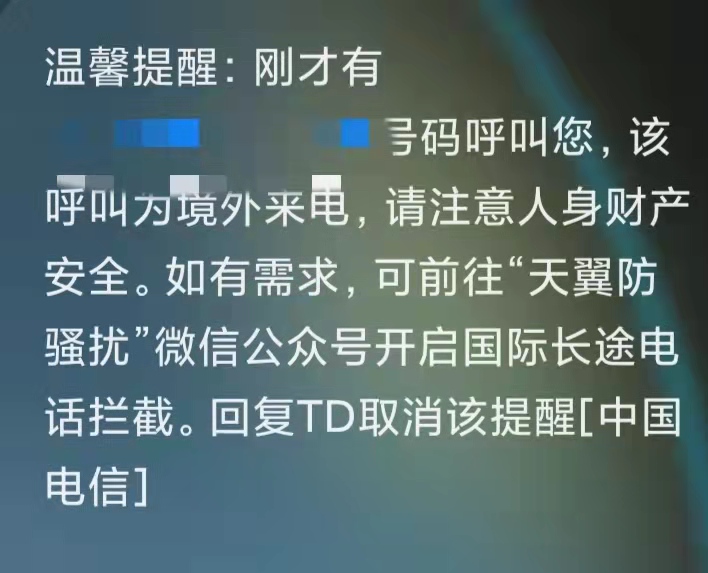 温馨提醒：刚才有
号码呼叫您，该
呼叫为境外来电，请注意人身财产
安全。如有需求，可前往“天翼防
骚扰”微信公众号开启国际长途电
话拦截。回复TD取消该提醒[中国
电信]